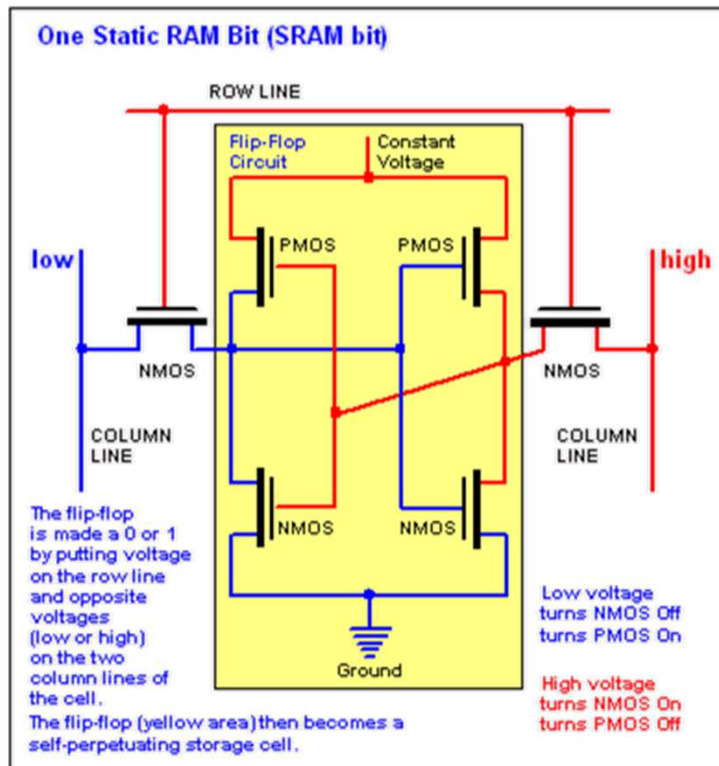 One Static RAM Bit (SRAM bit)
ROW LINE
Flip-Flop
Circuit
Constant
Voltage
low
PMOS
PMOS
high
NMOS
NMOS
COLUMN
LINE
COLUMN
LINE
NMOS
NMOS
The flip-flop
is made a 0 or 1
by putting voltage
on the row line
and opposite
voltages
(low or high)
on the two
column lines of
the cell.
The flip-flop (yellow area) then becomes a
self-perpetuating storage cell.
Ground
Low voltage
turns NMOS Off
turns PMOS On
High voltage
turns NMOS On
turns PMOS Off